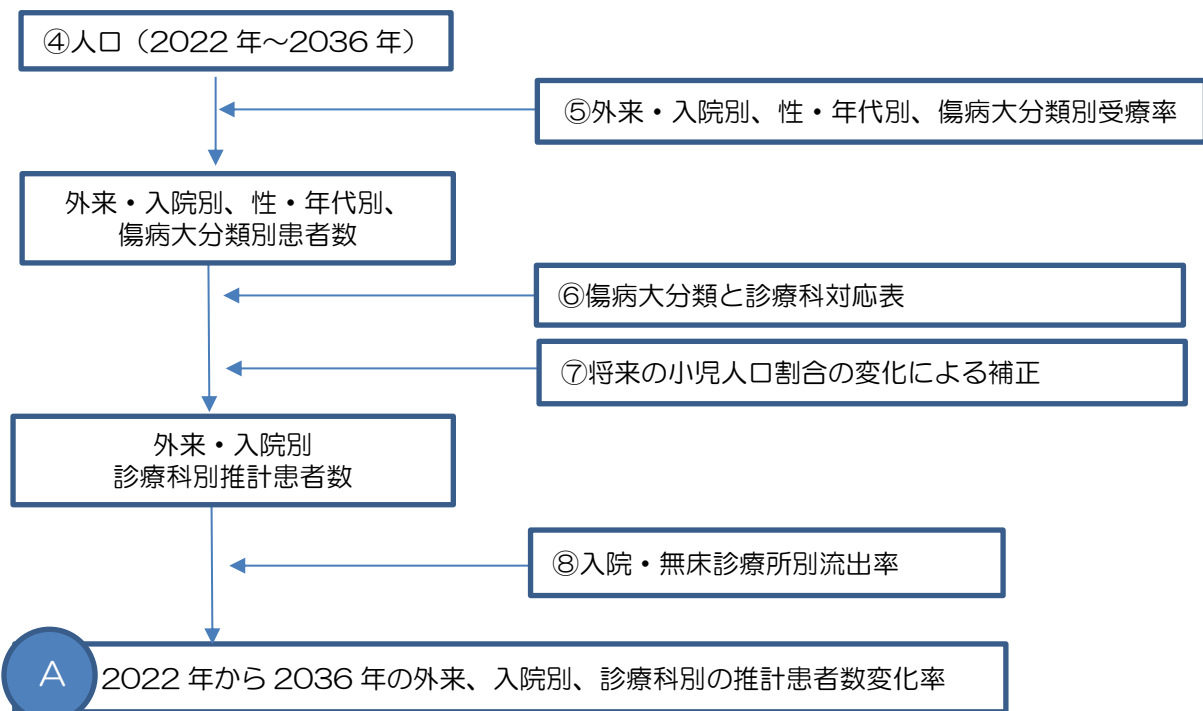 ④人口（2022 年～2036 年）
⑤外来・入院別、性・年代別、傷病大分類別受療率
外来・入院別、性・年代別、
傷病大分類別患者数
⑥傷病大分類と診療科対応表
⑦将来の小児人口割合の変化による補正
外来・入院別
診療科別推計患者数
⑧入院・無床診療所別流出率
A
2022 年から 2036 年の外来、入院別、診療科別の推計患者数変化率